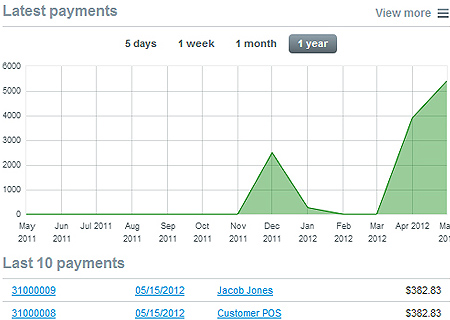 Latest payments
View more
5 days 1 week 1 month 1 year
6000
5000
4000
3000
2000
1000
0
May Jun Jul 2011 Aug Sep Oct Nov Dec Jan Feb Mar Apr 2012 Ma
2011 2011 2011 2011 2011 2011 2011 2012 2012 2012 201
Last 10 payments
31000009 05/15/2012 Jacob Jones $382.83
31000008 05/15/2012 Customer POS $382.83